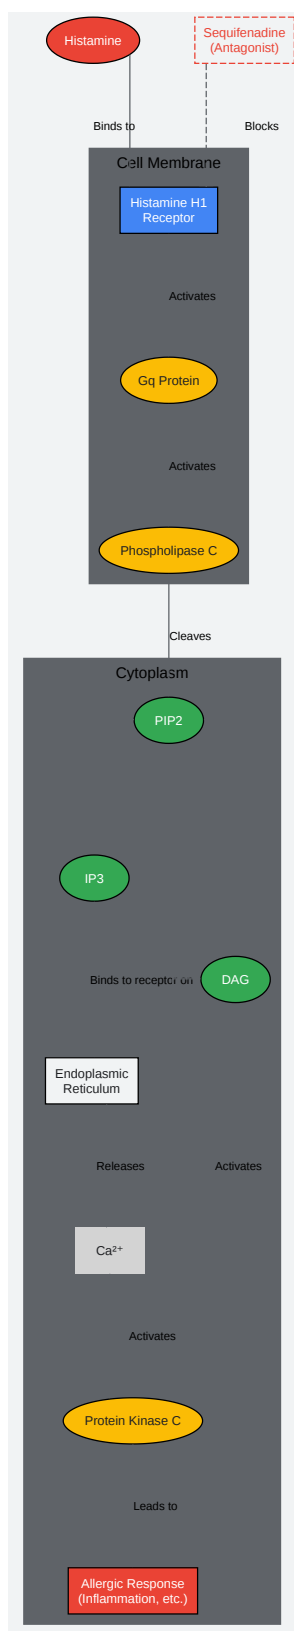 Histamine
Sequifenadine
(Antagonist)
Binds to
Blocks
Cell Membrane
Histamine H1
Receptor
Activates
Gq Protein
Activates
Phospholipase C
Cleaves
Cytoplasm
PIP2
IP3
Binds to receptor on
DAG
Endoplasmic
Reticulum
Releases
Activates
Ca²⁺
Activates
Protein Kinase C
Leads to
Allergic Response
(Inflammation, etc.)